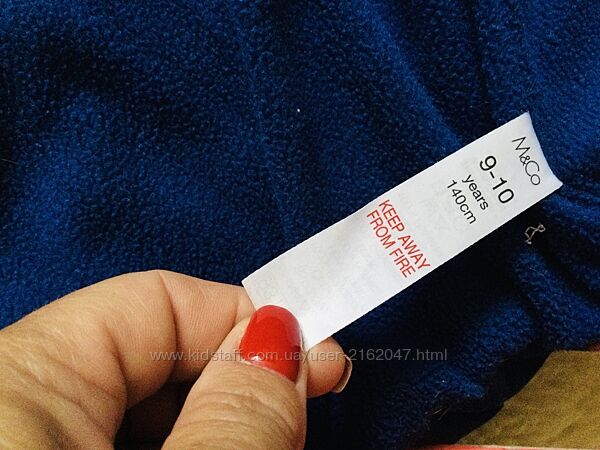 M&Co
9-10
years
140cm
KEEP AWAY
FROM FIRE
www.kidstaff.com.ua/user-2162047.html